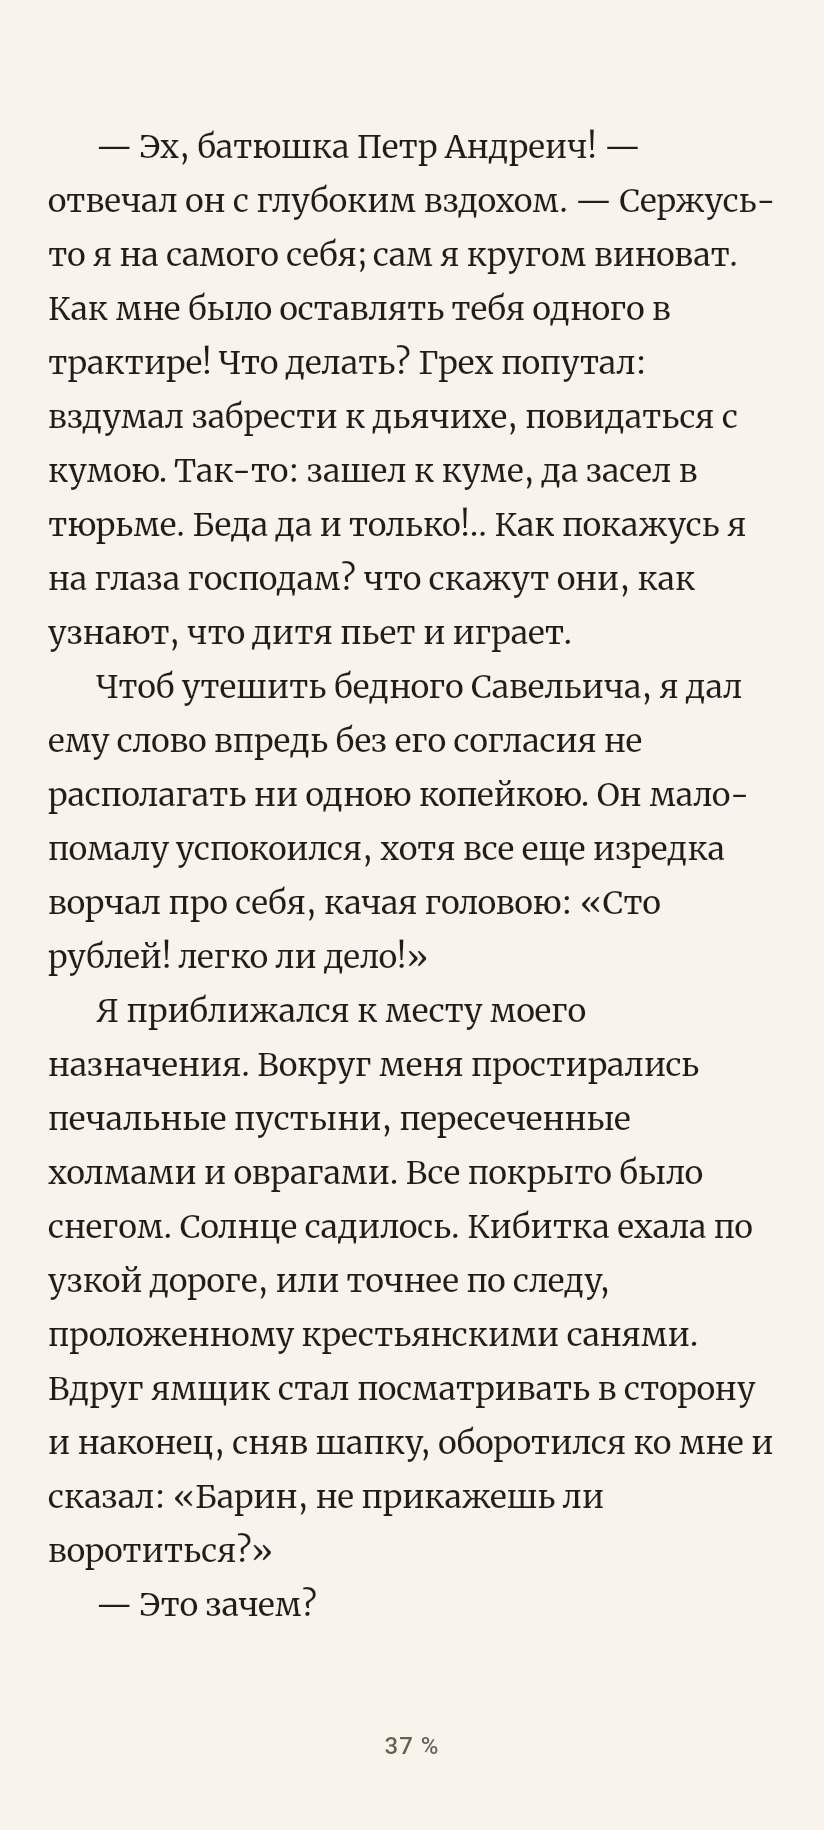 — Эх, батюшка Петр Андреич! —
отвечал он с глубоким вздохом. — Сержусь-
то я на самого себя; сам я кругом виноват.
Как мне было оставлять тебя одного в
трактире! Что делать? Грех попутал:
вздумал забрести к дьячихе, повидаться с
кумою. Так-то: зашел к куме, да засел в
тюрьме. Беда да и только!.. Как покажусь я
на глаза господам? что скажут они, как
узнают, что дитя пьет и играет.
Чтоб утешить бедного Савельича, я дал
ему слово впредь без его согласия не
располагать ни одною копейкою. Он мало-
помалу успокоился, хотя все еще изредка
ворчал про себя, качая головою: «Сто
рублей! легко ли дело!»
Я приближался к месту моего
назначения. Вокруг меня простирались
печальные пустыни, пересеченные
холмами и оврагами. Все покрыто было
снегом. Солнце садилось. Кибитка ехала по
узкой дороге, или точнее по следу,
проложенному крестьянскими санями.
Вдруг ямщик стал посматривать в сторону
и наконец, сняв шапку, оборотился ко мне и
сказал: «Барин, не прикажешь ли
воротиться?»
— Это зачем?
37 %